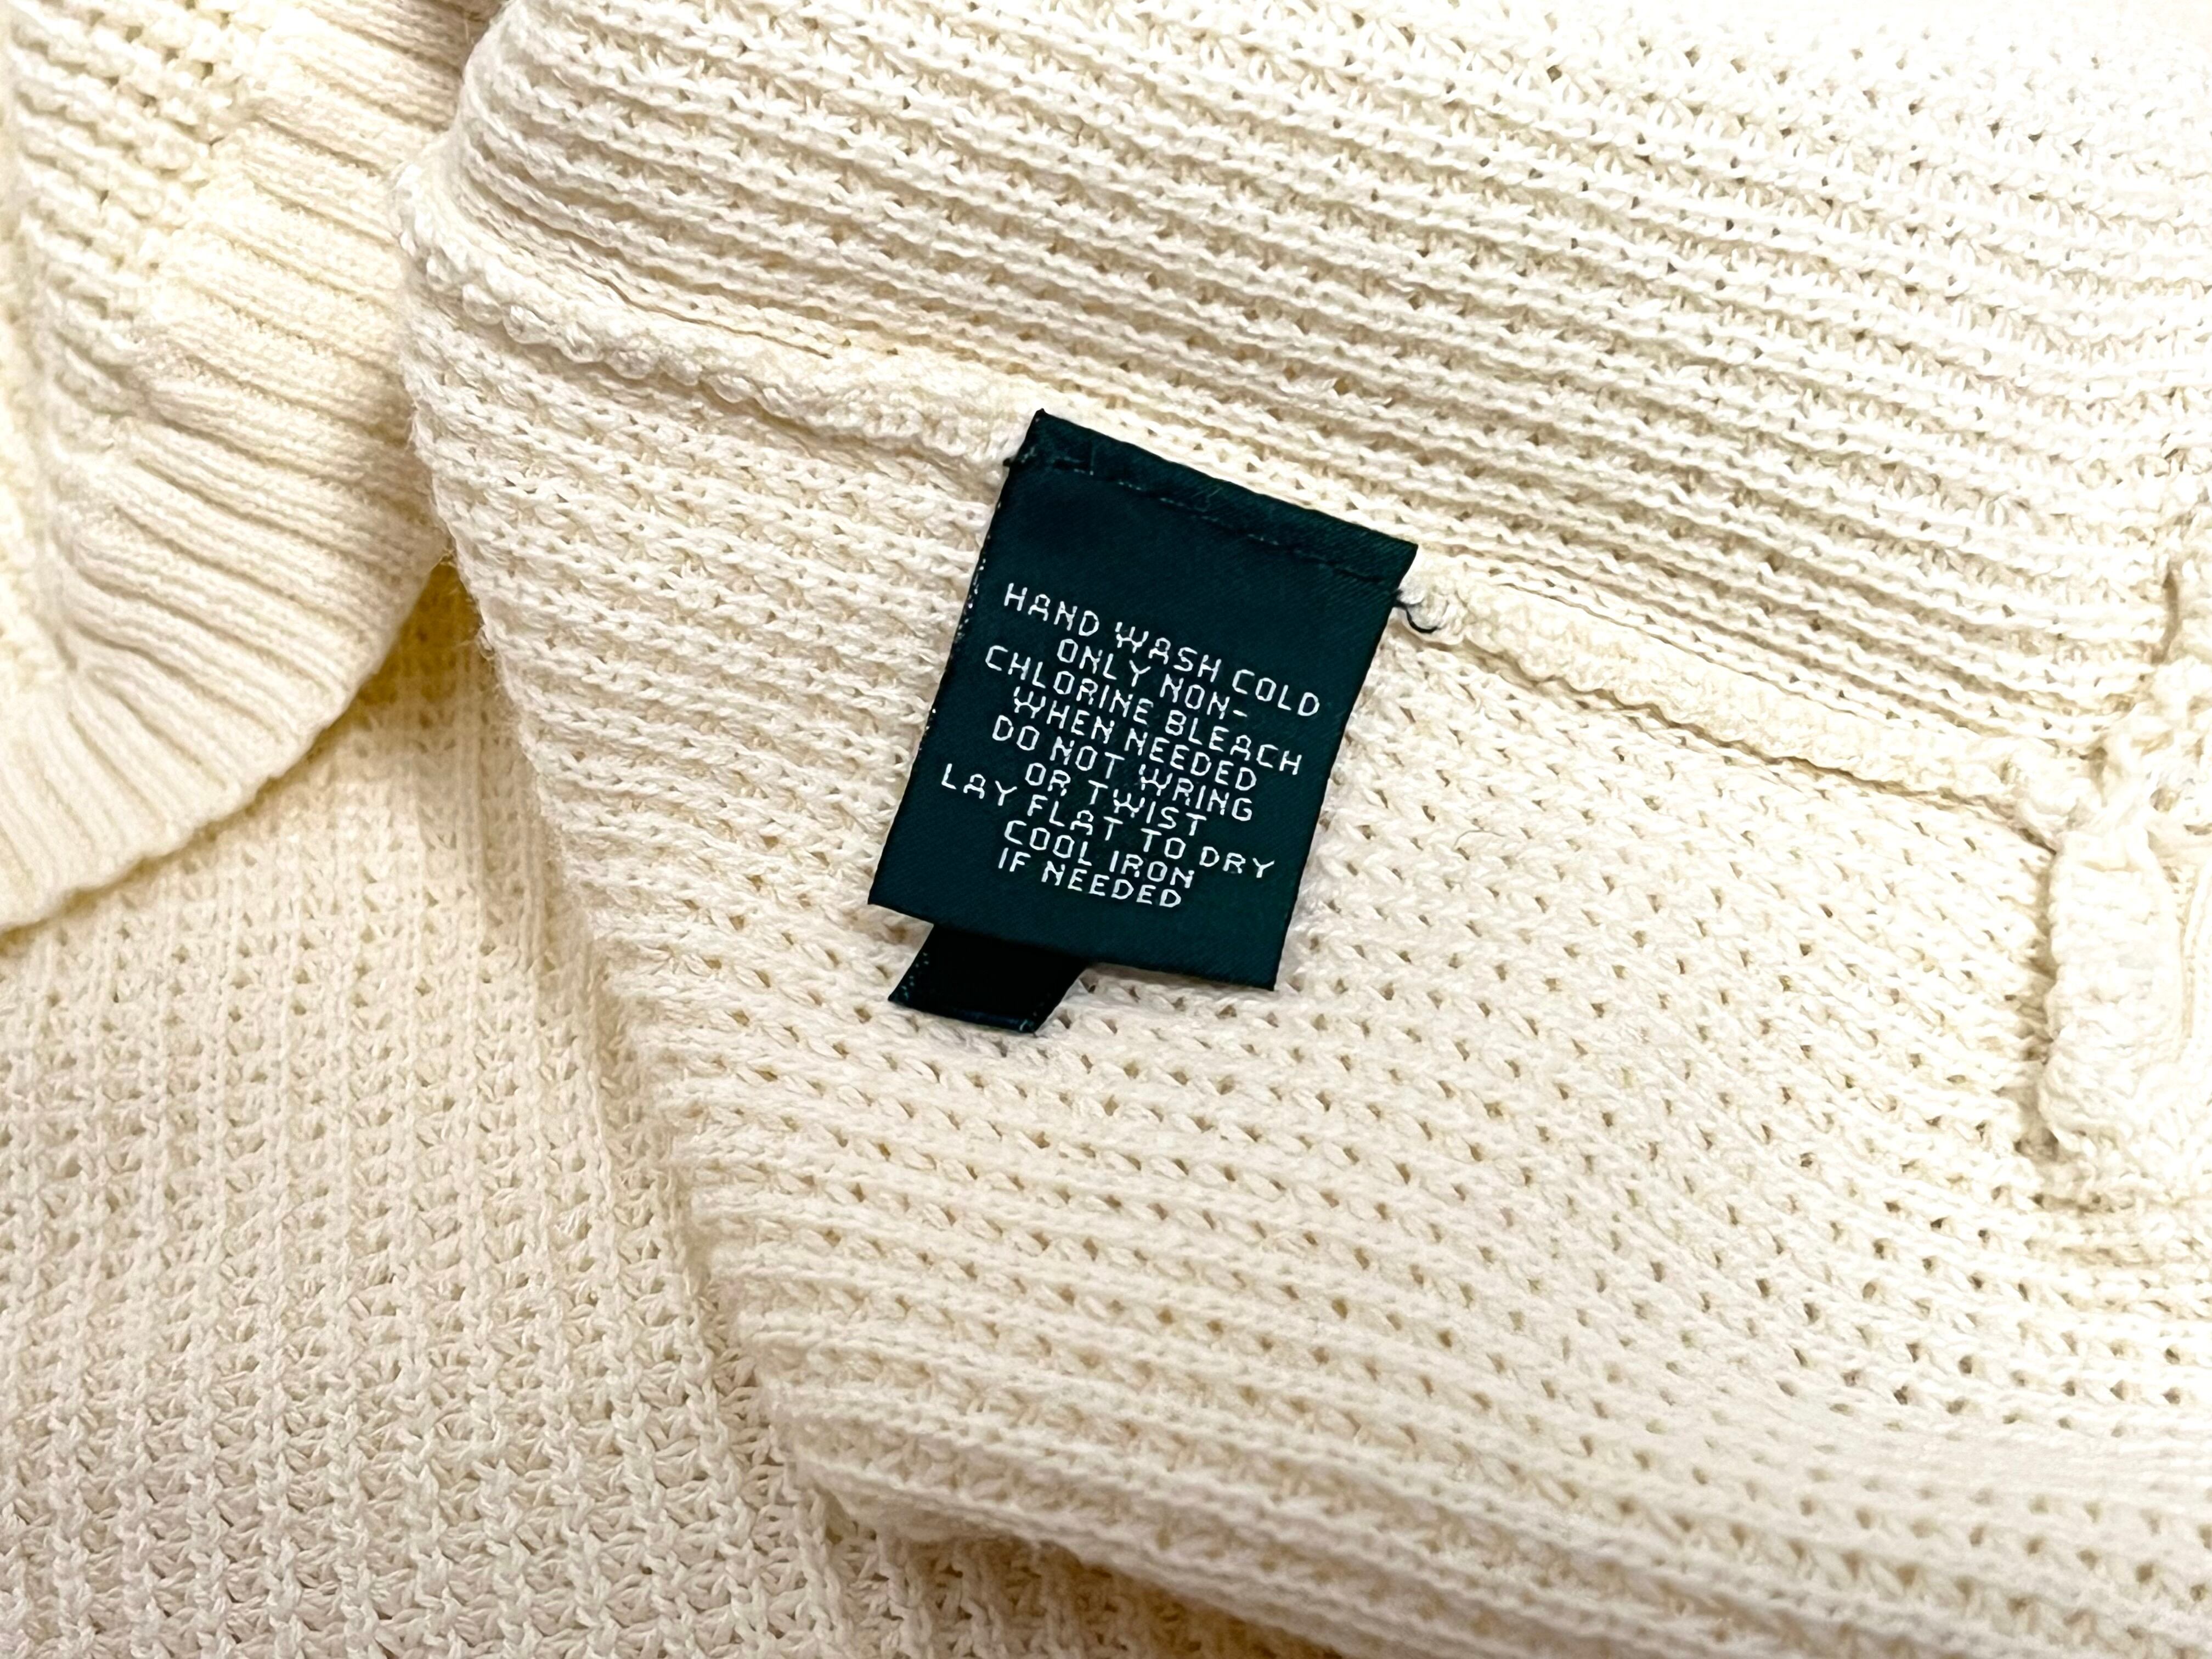 HAND WASH COLD
ONLY NON-
CHLORINE BLEACH
WHEN NEEDED
DO NOT WRING
OR TWIST
LAY FLAT TO DRY
COOL IRON
IF NEEDED